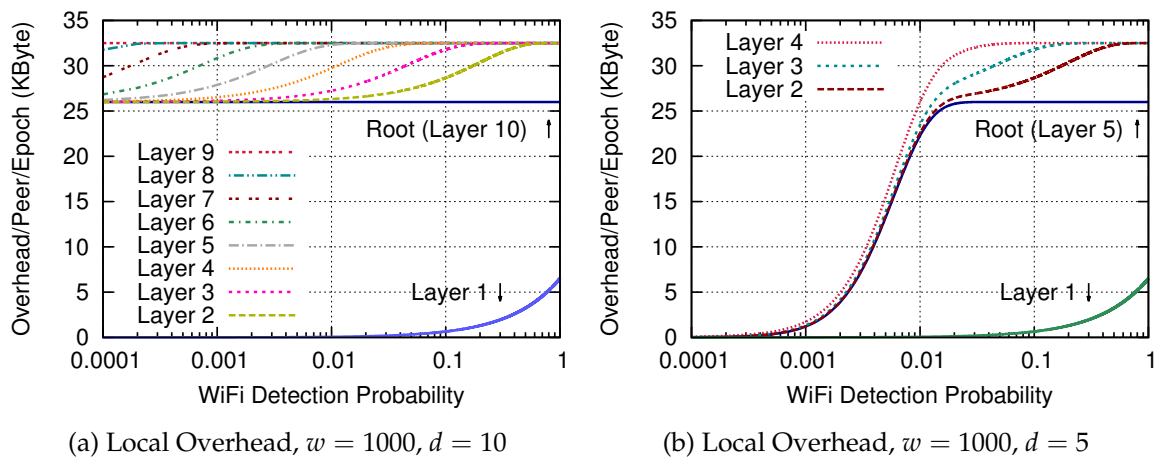 Overhead/Peer/Epoch (KByte)
35
30
25
20
15
10
5
0
Root (Layer 10)
Layer 9
Layer 8
Layer 7
Layer 6
Layer 5
Layer 4
Layer 3
Layer 2
Layer 1
0.0001 0.001 0.01 0.1 1
WiFi Detection Probability
(a) Local Overhead, w = 1000, d = 10
Overhead/Peer/Epoch (KByte)
35
30
25
20
15
10
5
0
Layer 4
Layer 3
Layer 2
Root (Layer 5)
Layer 1
0.0001 0.001 0.01 0.1 1
WiFi Detection Probability
(b) Local Overhead, w = 1000, d = 5